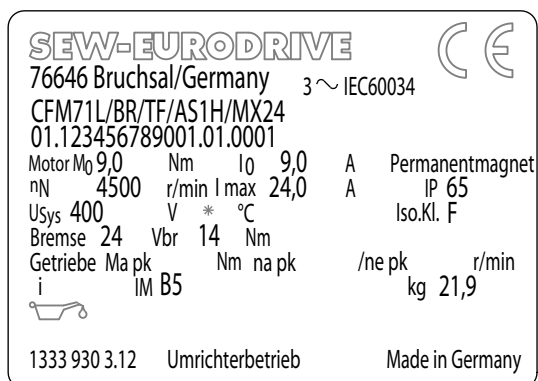 SEW-EURODRIVE CE
76646 Bruchsal/Germany 3~ IEC60034
CFM71L/BR/TF/AS1H/MX24
01.123456789001.01.0001
Motor M0 9,0 Nm I0 9,0 A Permanentmagnet
nN 4500 r/min I max 24,0 A IP 65
USys 400 V * °C Iso.Kl. F
Bremse 24 Vbr 14 Nm
Getriebe Ma pk Nm na pk /ne pk r/min
i IM B5 kg 21,9
1333 930 3.12 Umrichterbetrieb Made in Germany